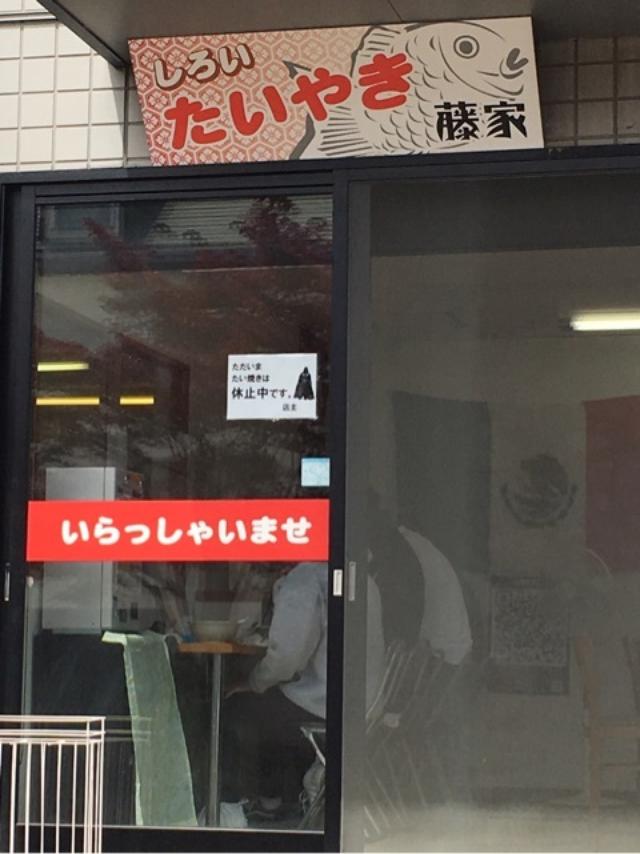 しろい
たいやき
藤家
ただいま
たい焼きは
休止中です。
店主
いらっしゃいませ